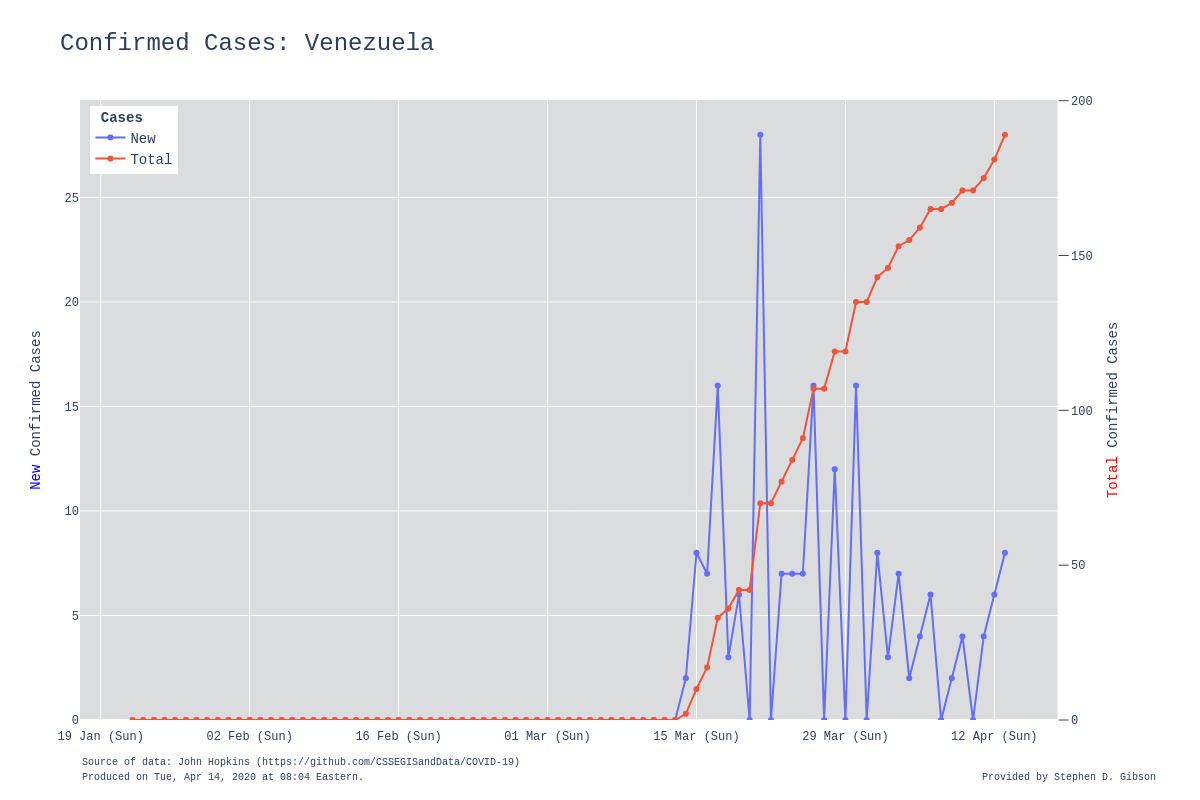 Confirmed Cases: Venezuela
Cases
New
Total
25
20
15
10
5
0
New Confirmed Cases
200
150
100
50
0
Total Confirmed Cases
19 Jan (Sun)
02 Feb (Sun)
16 Feb (Sun)
01 Mar (Sun)
15 Mar (Sun)
29 Mar (Sun)
12 Apr (Sun)
Source of data: John Hopkins (https://github.com/CSSEGISandData/COVID-19)
Produced on Tue, Apr 14, 2020 at 08:04 Eastern.
Provided by Stephen D. Gibson